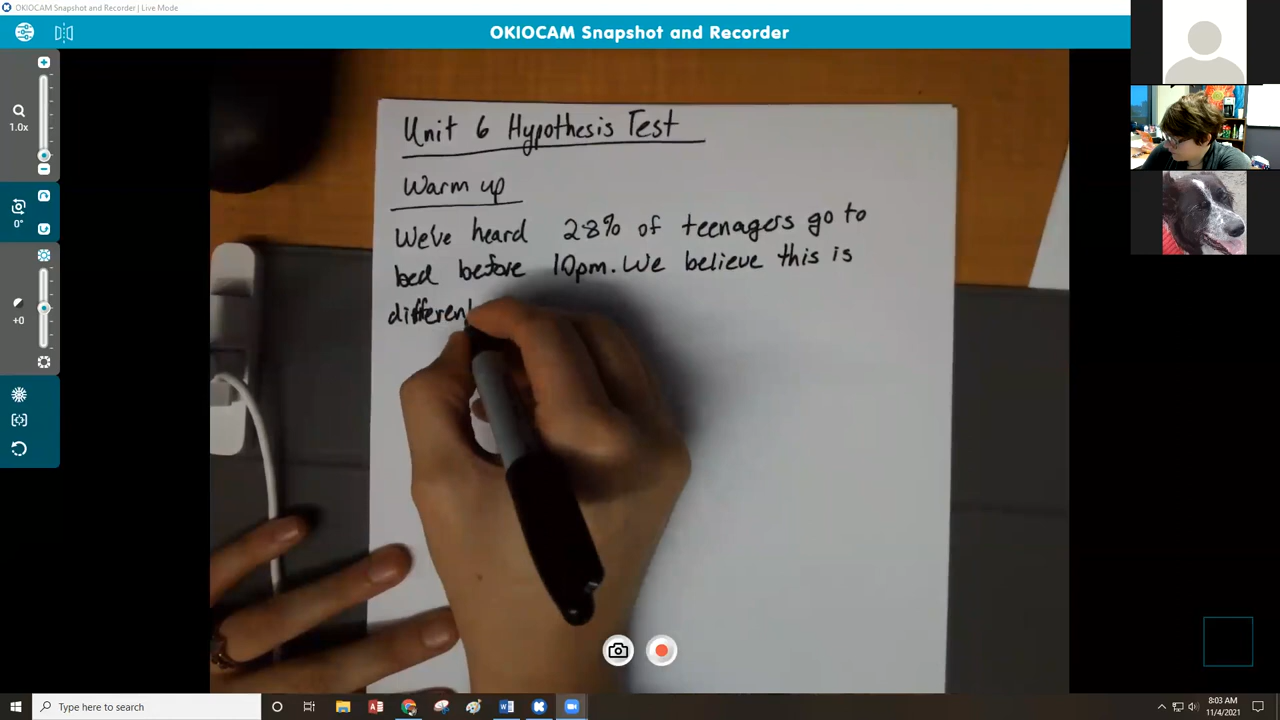 OKIOCAM Snapshot and Recorder | Live Mode
OKIOCAM Snapshot and Recorder
1.0x
0°
+0
Unit 6 Hypothesis Test
Warm up
We've heard 28% of teenagers go to
bed before 10pm. We believe this is
different
Type here to search
8:03 AM
11/4/2021